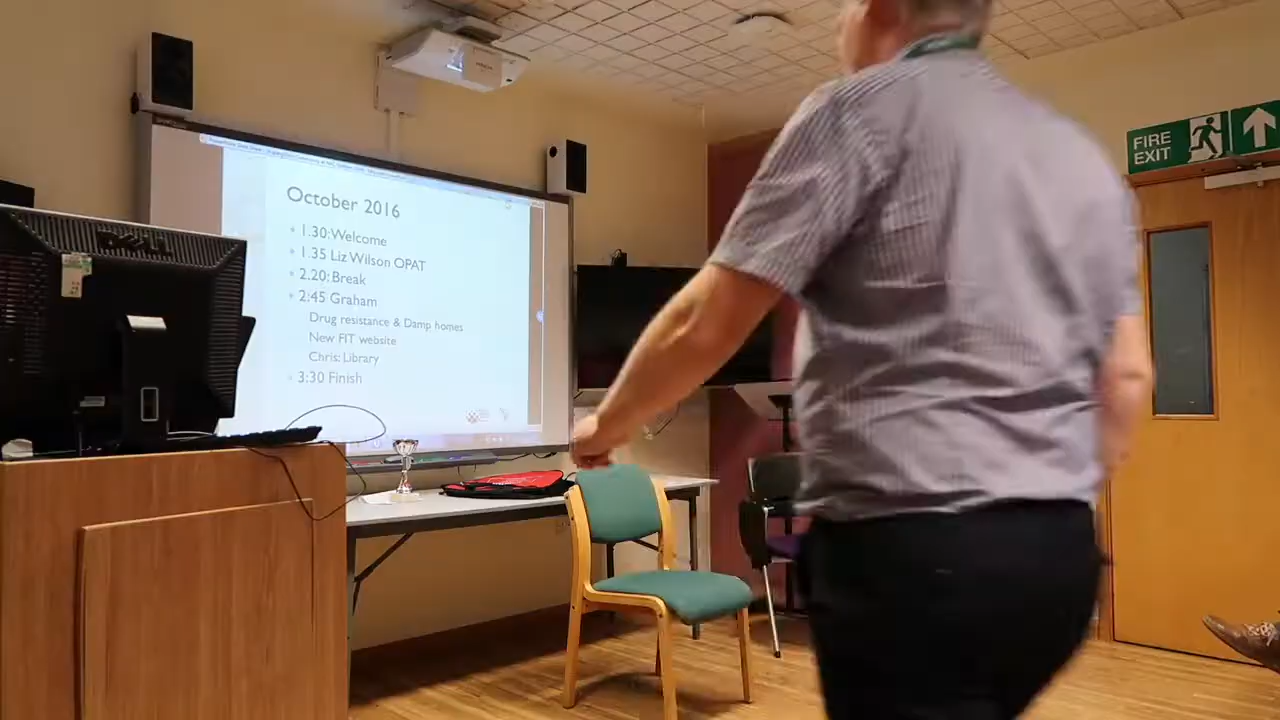 October 2016
• 1.30: Welcome
• 1.35 Liz Wilson OPAT
• 2.20: Break
• 2:45 Graham
Drug resistance & Damp homes
New FIT website
Chris: Library
• 3:30 Finish
FIRE
EXIT
DELL